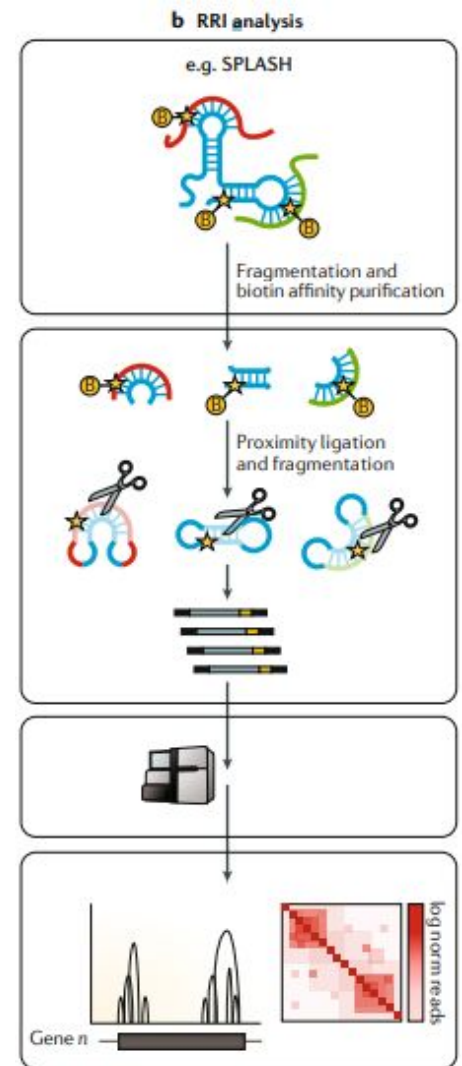 b RRI analysis
e.g. SPLASH
B
B
B
Fragmentation and
biotin affinity purification
B
B
B
Proximity ligation
and fragmentation
Gene n
log norm reads